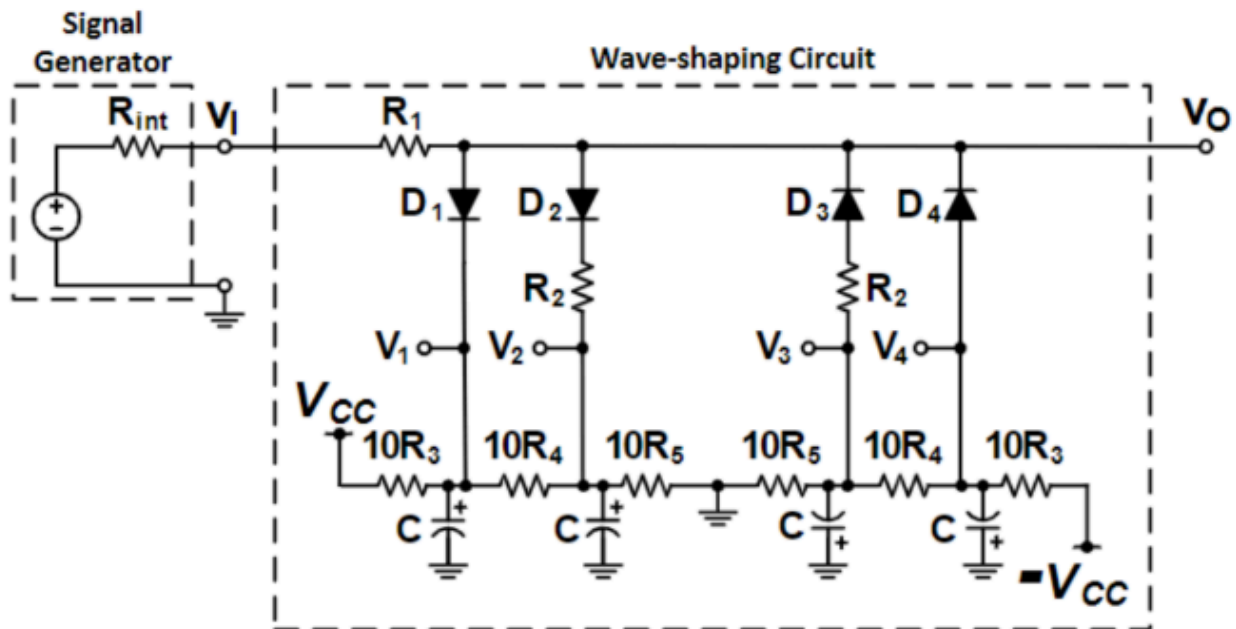 Signal
Generator
Wave-shaping Circuit
R_int V_I R_1 V_O
D_1 D_2 D_3 D_4
+
-
R_2 R_2
V_1 V_2 V_3 V_4
V_CC
10R_3 10R_4 10R_5 10R_5 10R_4 10R_3
+ +
C C C C
+ +
-V_CC